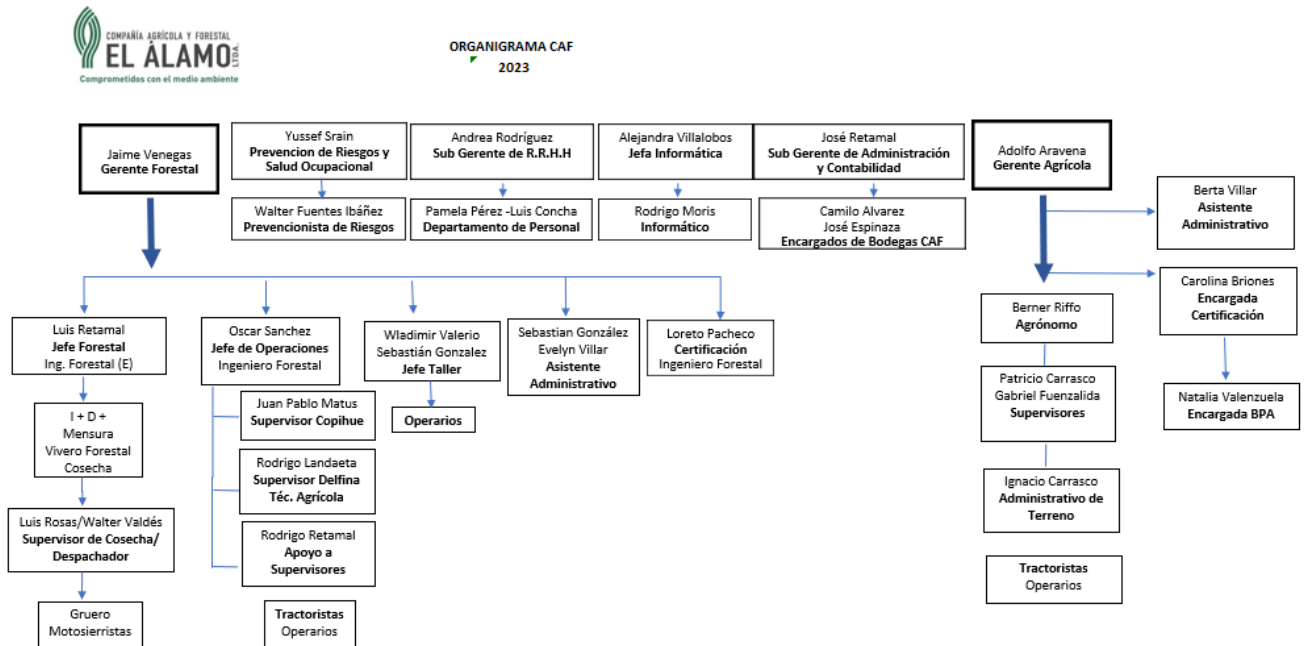 COMPAÑÍA AGRÍCOLA Y FORESTAL
EL ÁLAMO LTDA.
Comprometidos con el medio ambiente
ORGANIGRAMA CAF
2023
Jaime Venegas
Gerente Forestal
Yussef Srain
Prevencion de Riesgos y
Salud Ocupacional
Andrea Rodríguez
Sub Gerente de R.R.H.H
Alejandra Villalobos
Jefa Informática
José Retamal
Sub Gerente de Administración
y Contabilidad
Adolfo Aravena
Gerente Agrícola
Walter Fuentes Ibáñez
Prevencionista de Riesgos
Pamela Pérez -Luis Concha
Departamento de Personal
Rodrigo Moris
Informático
Camilo Alvarez
José Espinaza
Encargados de Bodegas CAF
Berta Villar
Asistente
Administrativo
Carolina Briones
Encargada
Certificación
Natalia Valenzuela
Encargada BPA
Luis Retamal
Jefe Forestal
Ing. Forestal (E)
Oscar Sanchez
Jefe de Operaciones
Ingeniero Forestal
Wladimir Valerio
Sebastián Gonzalez
Jefe Taller
Sebastian González
Evelyn Villar
Asistente
Administrativo
Loreto Pacheco
Certificación
Ingeniero Forestal
Berner Riffo
Agrónomo
I + D +
Mensura
Vivero Forestal
Cosecha
Juan Pablo Matus
Supervisor Copihue
Operarios
Patricio Carrasco
Gabriel Fuenzalida
Supervisores
Rodrigo Landaeta
Supervisor Delfina
Téc. Agrícola
Ignacio Carrasco
Administrativo de
Terreno
Luis Rosas/Walter Valdés
Supervisor de Cosecha/
Despachador
Rodrigo Retamal
Apoyo a
Supervisores
Tractoristas
Operarios
Gruero
Motosierristas
Tractoristas
Operarios